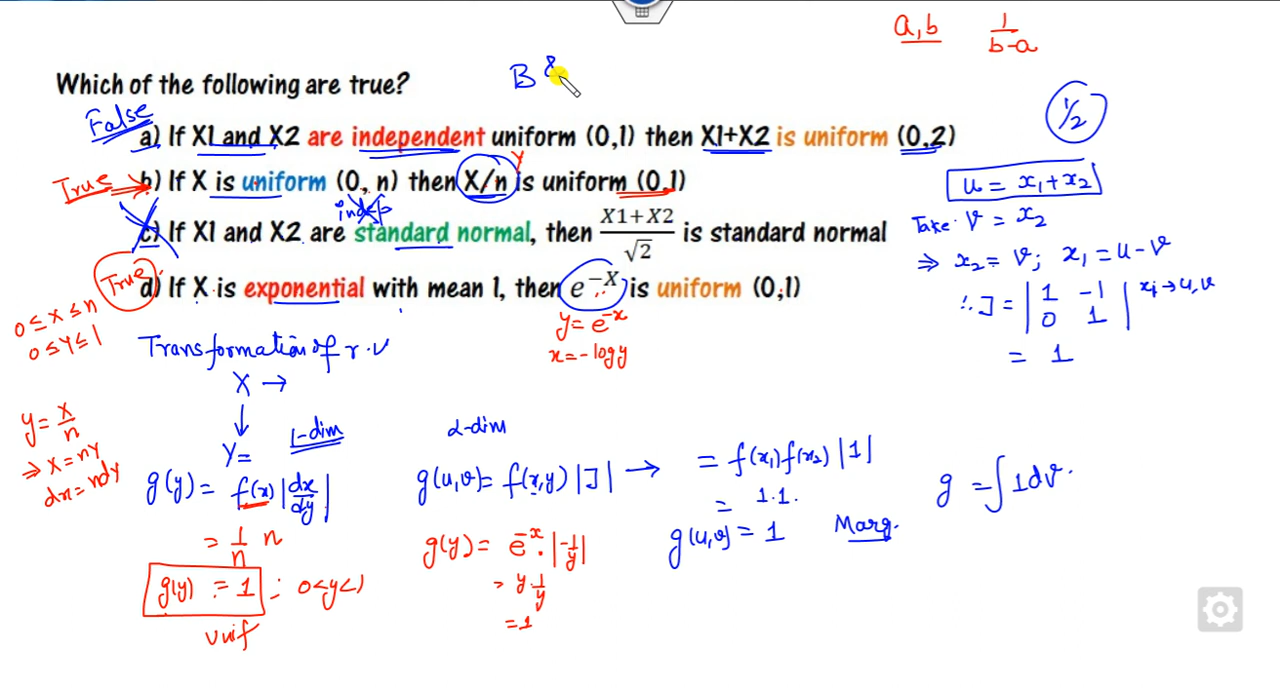 a, b 1/(b-a)
Which of the following are true? B &
False
a) If X1 and X2 are independent uniform (0,1) then X1+X2 is uniform (0,2)
1/2
Y
True b) If X is uniform (0, n) then X/n is uniform (0,1)
indep
c) If X1 and X2 are standard normal, then (X1+X2)/√2 is standard normal
True
d) If X is exponential with mean 1, then e^-X is uniform (0,1)
u = x₁+x₂
Take V = x₂
⇒ x₂ = v; x₁ = u - v
∴ J = | 1 -1 |
| 0 1 |
= 1
0 ≤ X ≤ n
0 ≤ Y ≤ 1
y = e^-x
x = -log y
Transformation of r.v
X →
↓
Y =
y = x/n
⇒ X = nY
dx = ndy
1-dim
g(y) = f(x) |dx/dy|
= 1/n n
g(y) = 1 : 0<y<1
Unif
2-dim
g(u,v) = f(x,y) |J| →
g(y) = e^-x · |-1/y|
= y 1/y
= 1
= f(x₁) f(x₂) |1|
= 1.1.
g(u,v) = 1 Marg.
g = ∫ 1 dv.